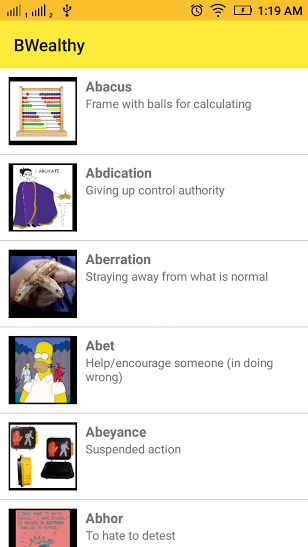 1:19 AM
BWealthy
Abacus
Frame with balls for calculating
I ABDICATE
Abdication
Giving up control authority
Aberration
Straying away from what is normal
Abet
Help/encourage someone (in doing
wrong)
Abeyance
Suspended action
Abhor
To hate to detest